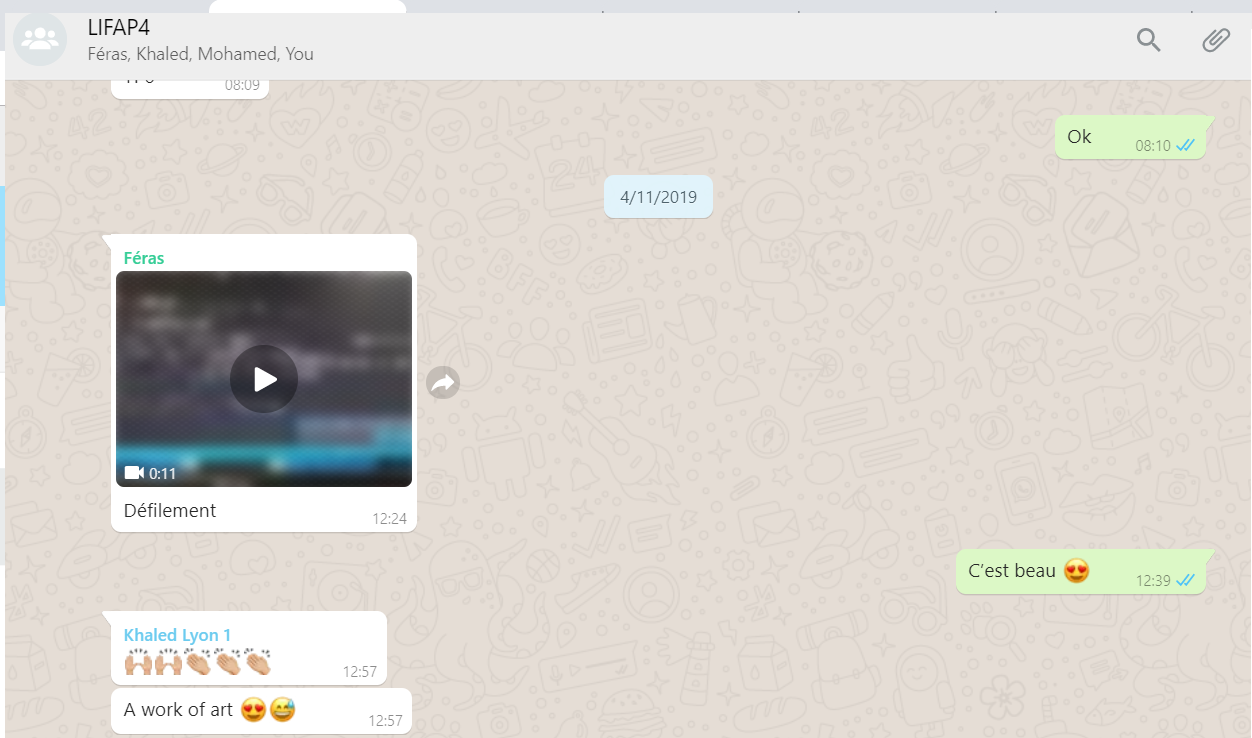 LIFAP4
Féras, Khaled, Mohamed, You
08:09
Ok
08:10
4/11/2019
Féras
0:11
Défilement
12:24
C'est beau 😍
12:39
Khaled Lyon 1
🙌🏼🙌🏼👏🏼👏🏼👏🏼
12:57
A work of art 😍😅
12:57